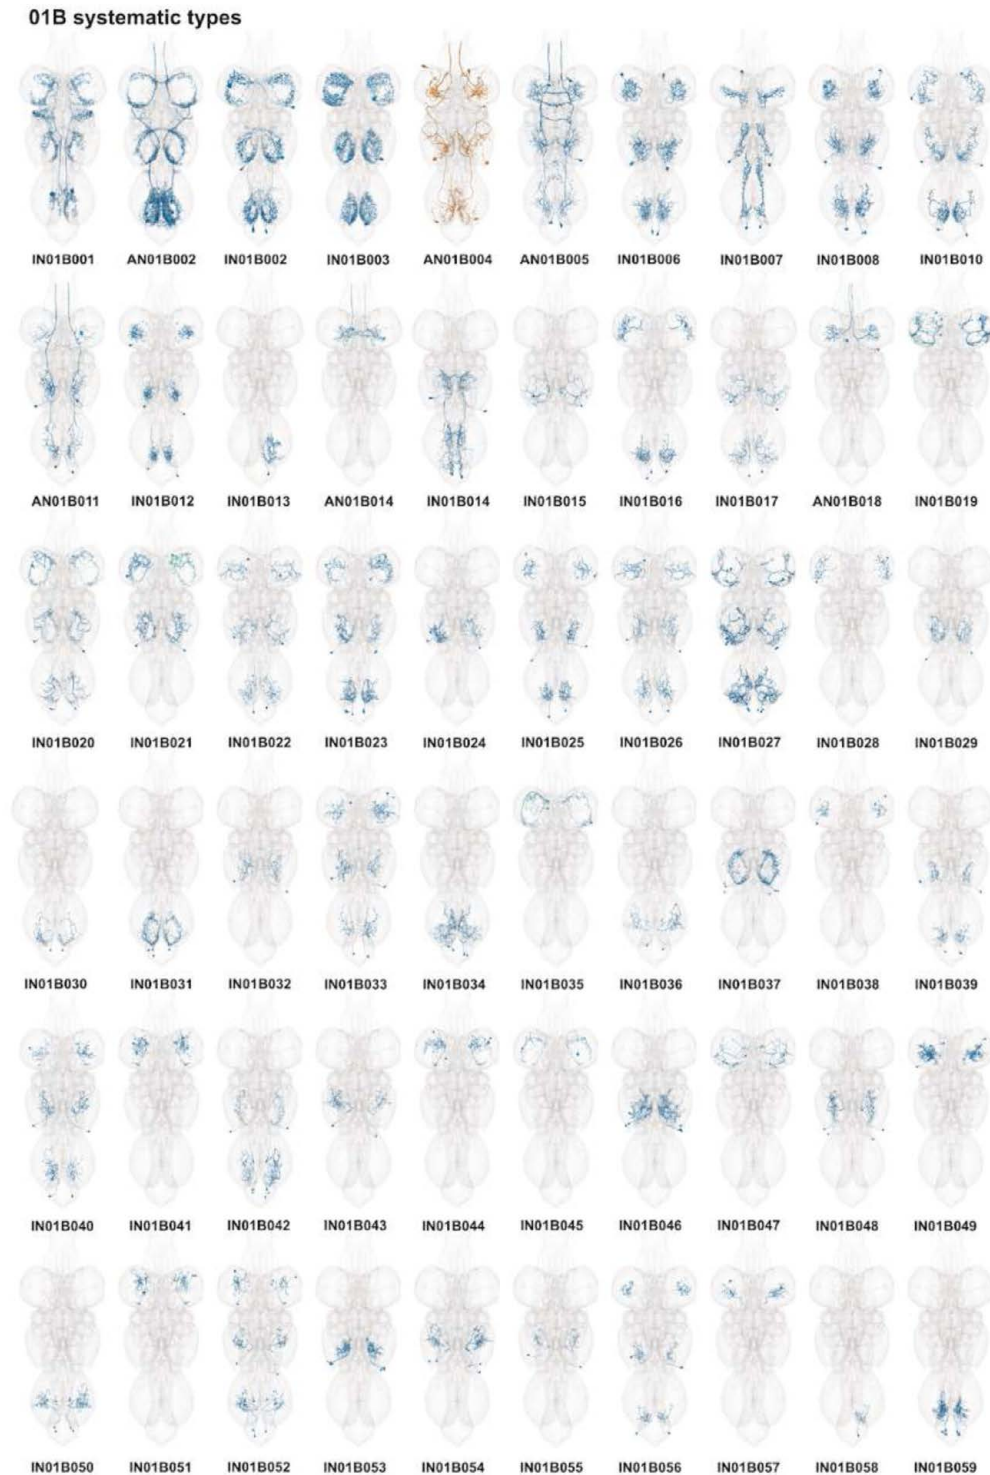 01B systematic types
IN01B001 AN01B002 IN01B002 IN01B003 AN01B004 AN01B005 IN01B006 IN01B007 IN01B008 IN01B010
AN01B011 IN01B012 IN01B013 AN01B014 IN01B014 IN01B015 IN01B016 IN01B017 AN01B018 IN01B019
IN01B020 IN01B021 IN01B022 IN01B023 IN01B024 IN01B025 IN01B026 IN01B027 IN01B028 IN01B029
IN01B030 IN01B031 IN01B032 IN01B033 IN01B034 IN01B035 IN01B036 IN01B037 IN01B038 IN01B039
IN01B040 IN01B041 IN01B042 IN01B043 IN01B044 IN01B045 IN01B046 IN01B047 IN01B048 IN01B049
IN01B050 IN01B051 IN01B052 IN01B053 IN01B054 IN01B055 IN01B056 IN01B057 IN01B058 IN01B059